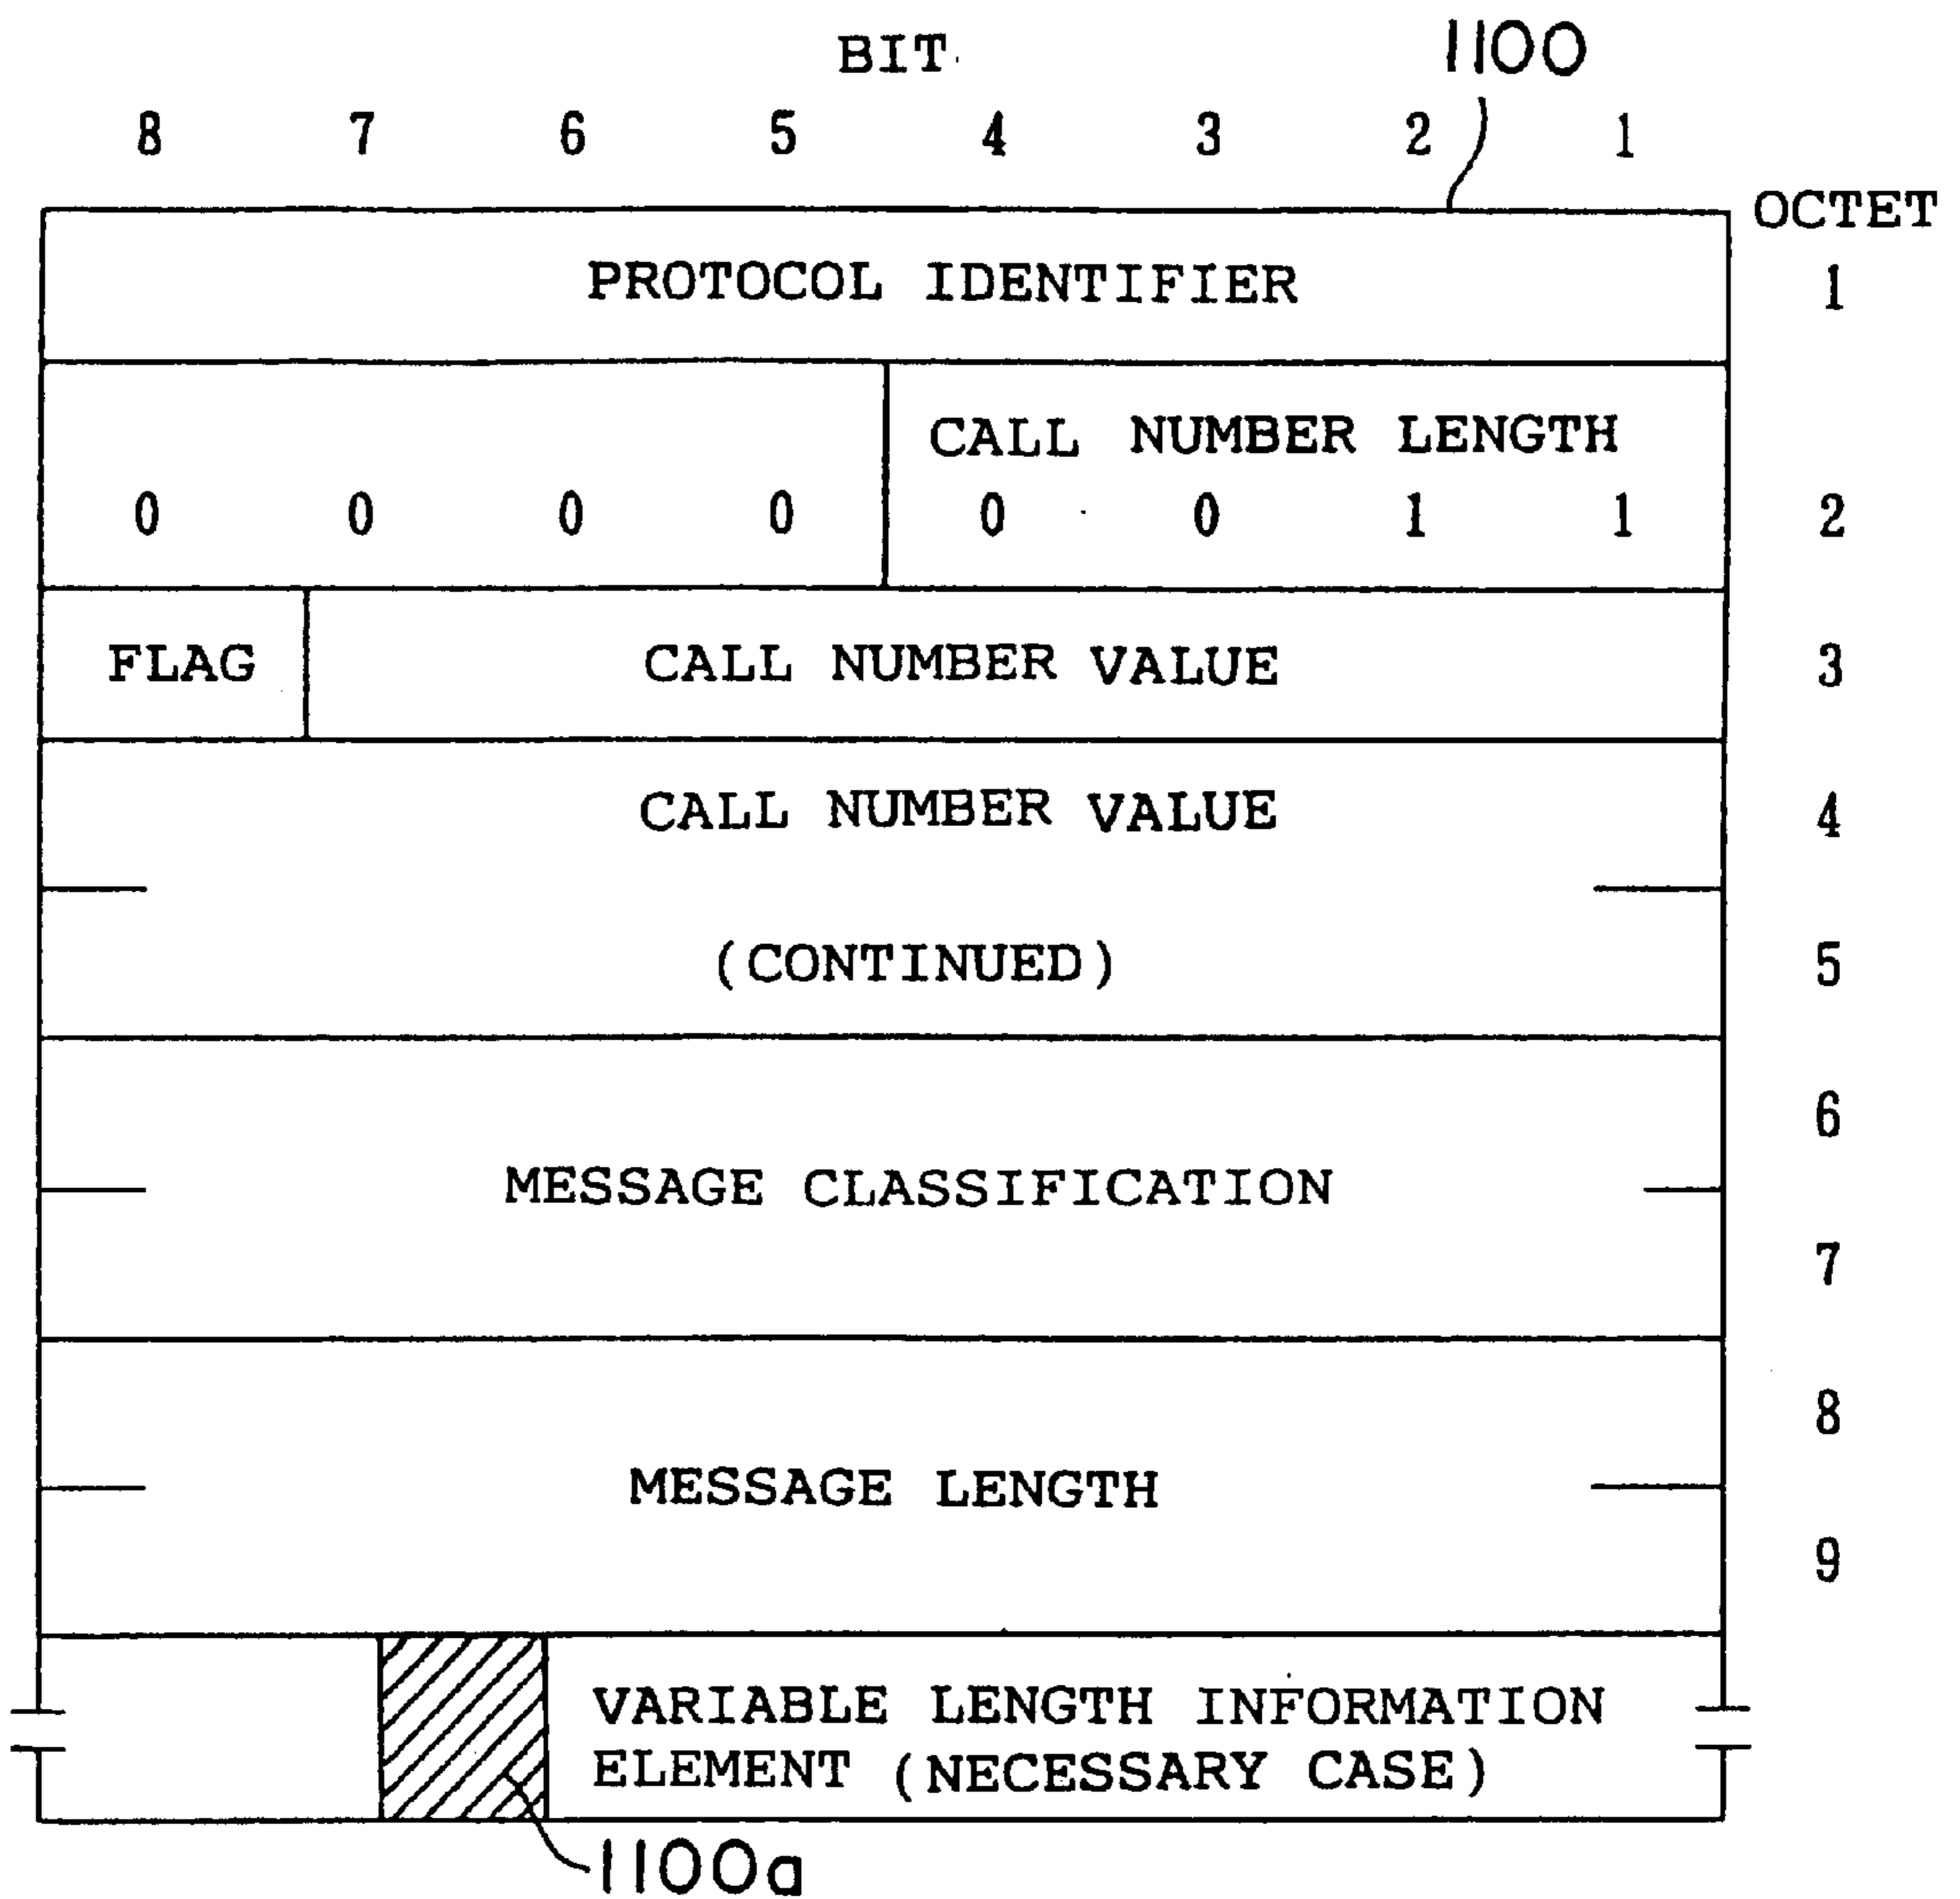 BIT
1100
8 7 6 5 4 3 2 1
OCTET
PROTOCOL IDENTIFIER 1
CALL NUMBER LENGTH
0 0 0 0 0 0 1 1 2
FLAG CALL NUMBER VALUE 3
CALL NUMBER VALUE 4
(CONTINUED) 5
6
MESSAGE CLASSIFICATION
7
8
MESSAGE LENGTH
9
VARIABLE LENGTH INFORMATION
ELEMENT (NECESSARY CASE)
1100a